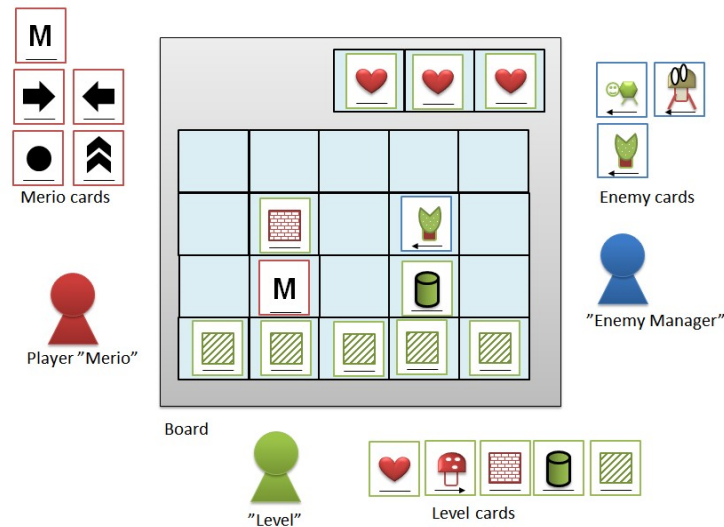 M
Merio cards
Enemy cards
M
Player ”Merio”
”Enemy Manager”
Board
”Level”
Level cards